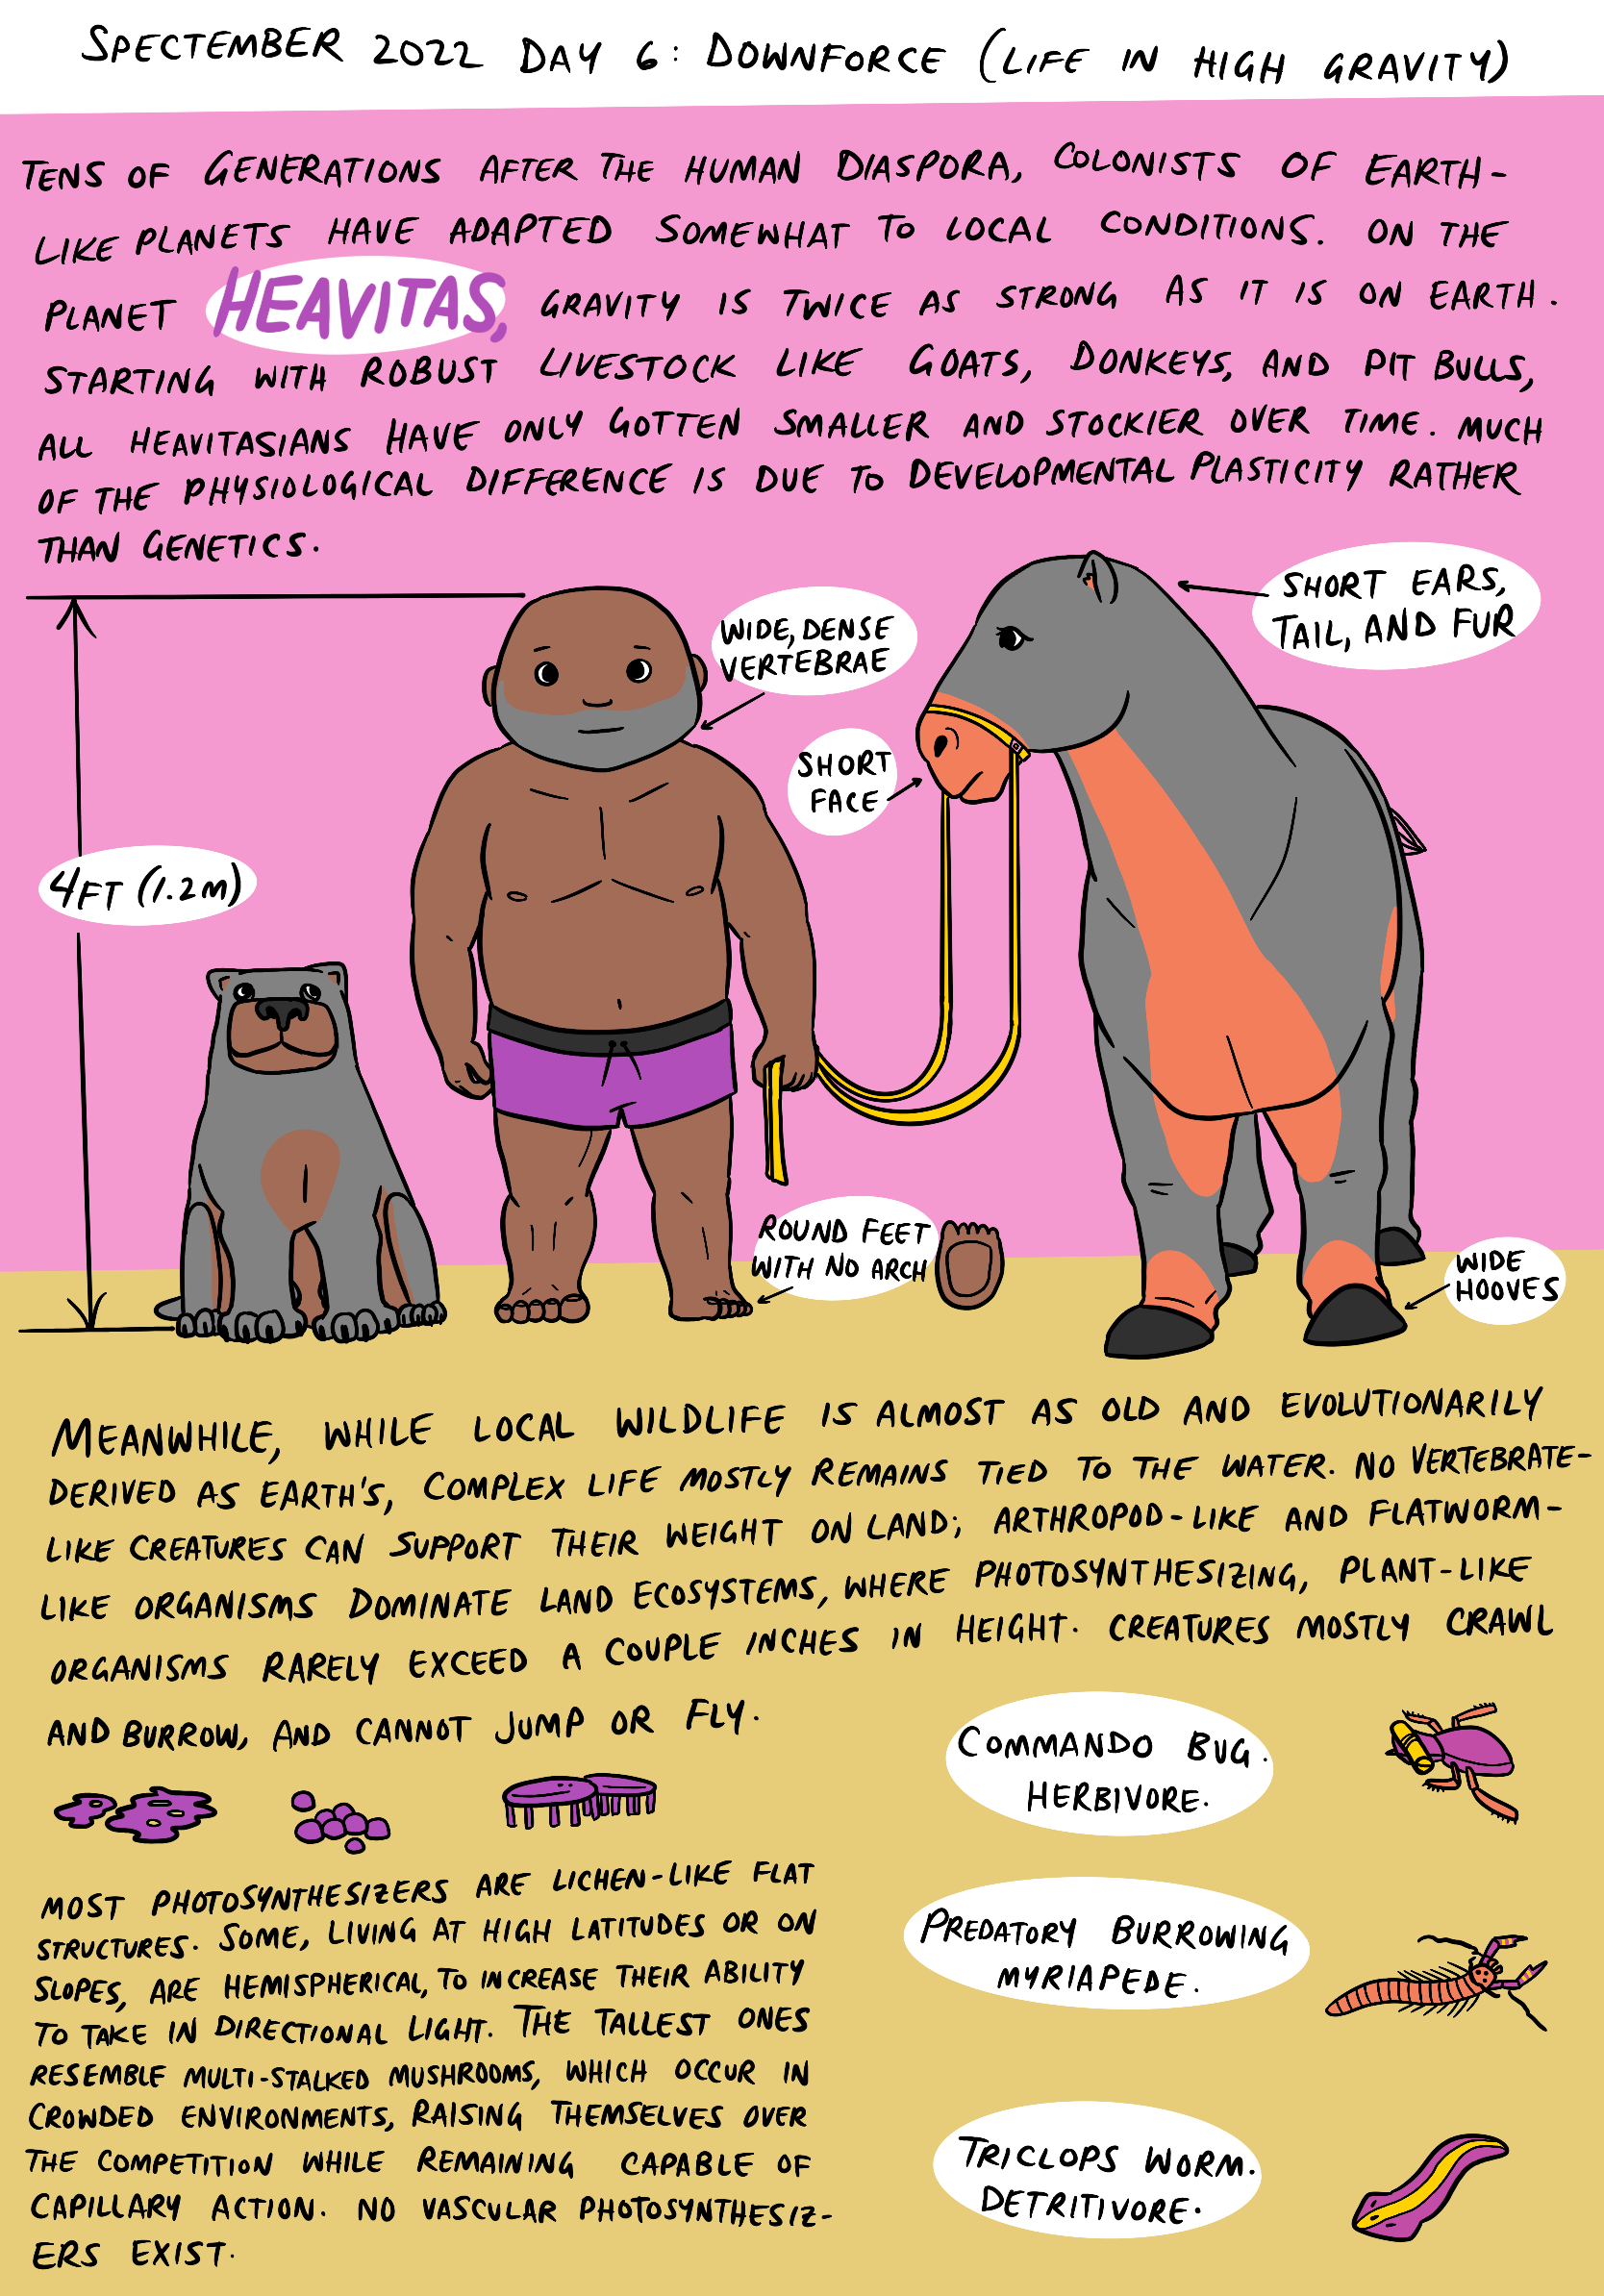 SPECTEMBER 2022 DAY 6: DOWNFORCE (LIFE IN HIGH GRAVITY)
TENS OF GENERATIONS AFTER THE HUMAN DIASPORA, COLONISTS OF EARTH-
LIKE PLANETS HAVE ADAPTED SOMEWHAT TO LOCAL CONDITIONS. ON THE
PLANET HEAVITAS, GRAVITY IS TWICE AS STRONG AS IT IS ON EARTH.
STARTING WITH ROBUST LIVESTOCK LIKE GOATS, DONKEYS, AND PIT BULLS,
ALL HEAVITASIANS HAVE ONLY GOTTEN SMALLER AND STOCKIER OVER TIME. MUCH
OF THE PHYSIOLOGICAL DIFFERENCE IS DUE TO DEVELOPMENTAL PLASTICITY RATHER
THAN GENETICS.
SHORT EARS,
TAIL, AND FUR
WIDE, DENSE
VERTEBRAE
SHORT
FACE
4FT (1.2M)
ROUND FEET
WITH NO ARCH
WIDE
HOOVES
MEANWHILE, WHILE LOCAL WILDLIFE IS ALMOST AS OLD AND EVOLUTIONARILY
DERIVED AS EARTH'S, COMPLEX LIFE MOSTLY REMAINS TIED TO THE WATER. NO VERTEBRATE-
LIKE CREATURES CAN SUPPORT THEIR WEIGHT ON LAND; ARTHROPOD-LIKE AND FLATWORM-
LIKE ORGANISMS DOMINATE LAND ECOSYSTEMS, WHERE PHOTOSYNTHESIZING, PLANT-LIKE
ORGANISMS RARELY EXCEED A COUPLE INCHES IN HEIGHT. CREATURES MOSTLY CRAWL
AND BURROW, AND CANNOT JUMP OR FLY.
MOST PHOTOSYNTHESIZERS ARE LICHEN-LIKE FLAT
STRUCTURES. SOME, LIVING AT HIGH LATITUDES OR ON
SLOPES, ARE HEMISPHERICAL, TO INCREASE THEIR ABILITY
TO TAKE IN DIRECTIONAL LIGHT. THE TALLEST ONES
RESEMBLE MULTI-STALKED MUSHROOMS, WHICH OCCUR IN
CROWDED ENVIRONMENTS, RAISING THEMSELVES OVER
THE COMPETITION WHILE REMAINING CAPABLE OF
CAPILLARY ACTION. NO VASCULAR PHOTOSYNTHESIZ-
ERS EXIST.
COMMANDO BUG.
HERBIVORE.
PREDATORY BURROWING
MYRIAPEDE.
TRICLOPS WORM.
DETRITIVORE.